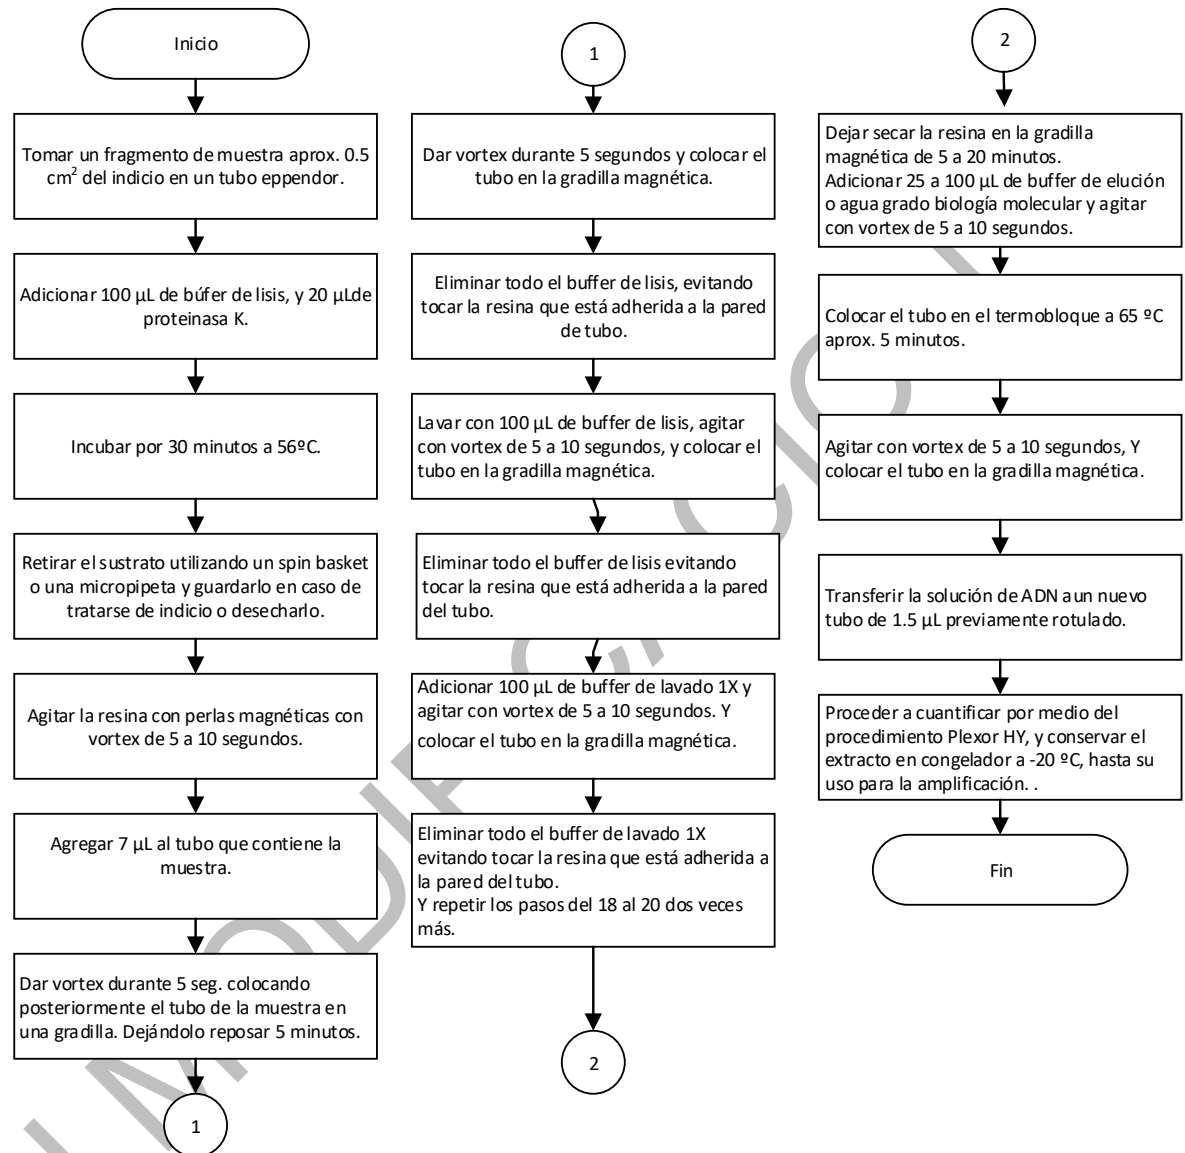 Inicio
Tomar un fragmento de muestra aprox. 0.5
cm² del indicio en un tubo eppendor.
Adicionar 100 µL de búfer de lisis, y 20 µLde
proteinasa K.
Incubar por 30 minutos a 56ºC.
Retirar el sustrato utilizando un spin basket
o una micropipeta y guardarlo en caso de
tratarse de indicio o desecharlo.
Agitar la resina con perlas magnéticas con
vortex de 5 a 10 segundos.
Agregar 7 µL al tubo que contiene la
muestra.
Dar vortex durante 5 seg. colocando
posteriormente el tubo de la muestra en
una gradilla. Dejándolo reposar 5 minutos.
1
1
Dar vortex durante 5 segundos y colocar el
tubo en la gradilla magnética.
Eliminar todo el buffer de lisis, evitando
tocar la resina que está adherida a la pared
de tubo.
Lavar con 100 µL de buffer de lisis, agitar
con vortex de 5 a 10 segundos, y colocar el
tubo en la gradilla magnética.
Eliminar todo el buffer de lisis evitando
tocar la resina que está adherida a la pared
del tubo.
Adicionar 100 µL de buffer de lavado 1X y
agitar con vortex de 5 a 10 segundos. Y
colocar el tubo en la gradilla magnética.
Eliminar todo el buffer de lavado 1X
evitando tocar la resina que está adherida a
la pared del tubo.
Y repetir los pasos del 18 al 20 dos veces
más.
2
2
Dejar secar la resina en la gradilla
magnética de 5 a 20 minutos.
Adicionar 25 a 100 µL de buffer de elución
o agua grado biología molecular y agitar
con vortex de 5 a 10 segundos.
Colocar el tubo en el termobloque a 65 ºC
aprox. 5 minutos.
Agitar con vortex de 5 a 10 segundos, Y
colocar el tubo en la gradilla magnética.
Transferir la solución de ADN aun nuevo
tubo de 1.5 µL previamente rotulado.
Proceder a cuantificar por medio del
procedimiento Plexor HY, y conservar el
extracto en congelador a -20 ºC, hasta su
uso para la amplificación. .
Fin